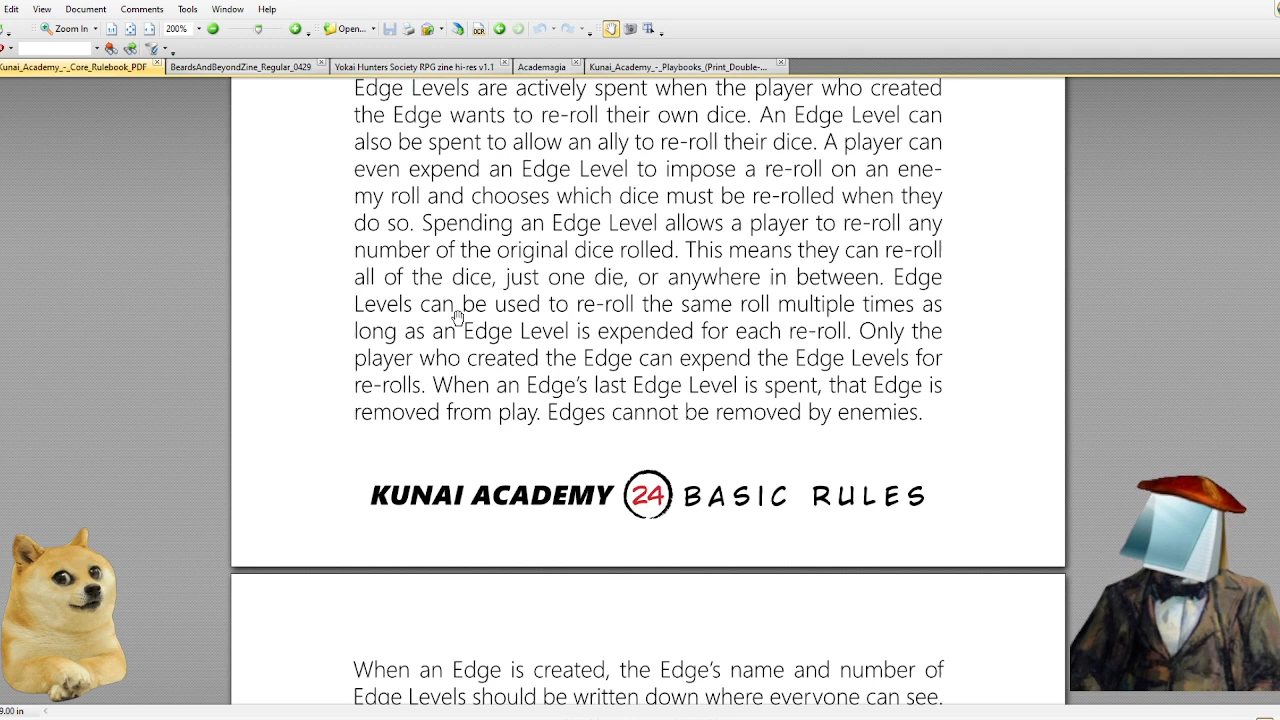 Edit View Document Comments Tools Window Help
Zoom In 200% Open... OCR
Kunai_Academy_-_Core_Rulebook_PDF BeardsAndBeyondZine_Regular_0429 Yokai Hunters Society RPG zine hi-res v1.1 Academagia Kunai_Academy_-_Playbooks_(Print_Double-...
Edge Levels are actively spent when the player who created
the Edge wants to re-roll their own dice. An Edge Level can
also be spent to allow an ally to re-roll their dice. A player can
even expend an Edge Level to impose a re-roll on an ene-
my roll and chooses which dice must be re-rolled when they
do so. Spending an Edge Level allows a player to re-roll any
number of the original dice rolled. This means they can re-roll
all of the dice, just one die, or anywhere in between. Edge
Levels can be used to re-roll the same roll multiple times as
long as an Edge Level is expended for each re-roll. Only the
player who created the Edge can expend the Edge Levels for
re-rolls. When an Edge's last Edge Level is spent, that Edge is
removed from play. Edges cannot be removed by enemies.
KUNAI ACADEMY 24 BASIC RULES
When an Edge is created, the Edge's name and number of
Edge Levels should be written down where everyone can see.
9.00 in